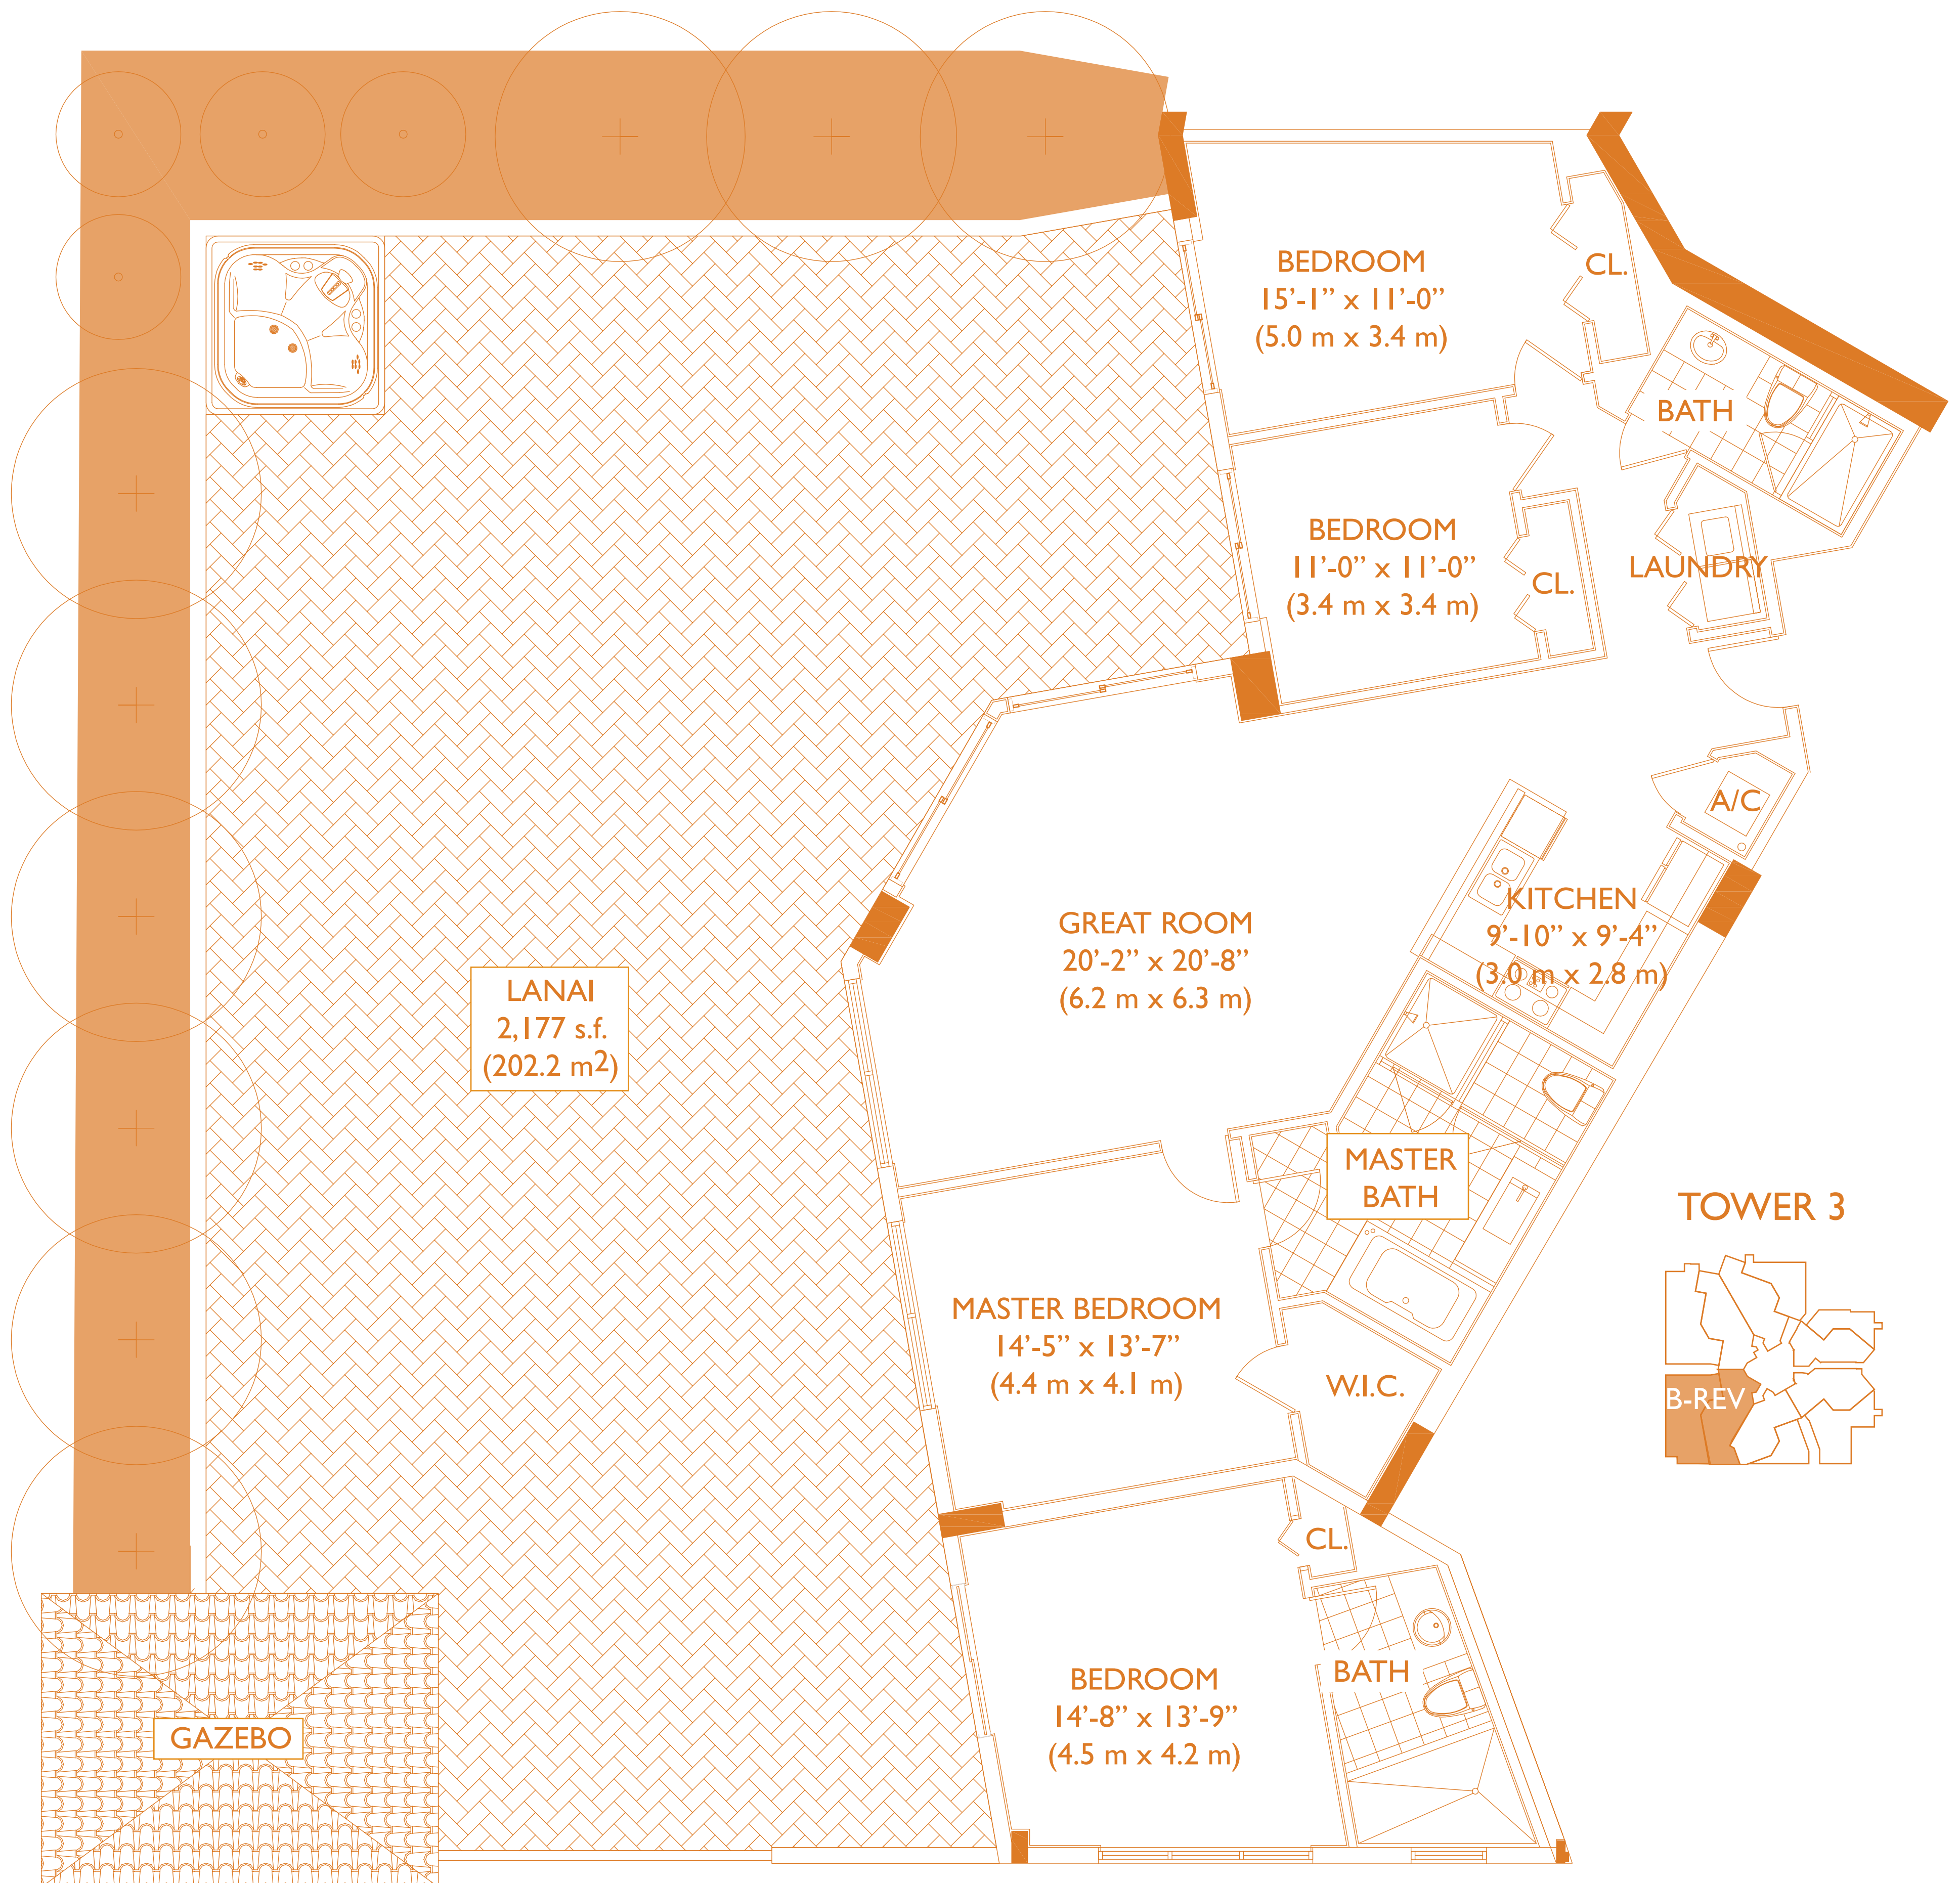 BEDROOM
15’-1” x 11’-0”
(5.0 m x 3.4 m)
CL.
BATH
BEDROOM
11’-0” x 11’-0”
(3.4 m x 3.4 m)
CL.
LAUNDRY
A/C
KITCHEN
9’-10” x 9’-4”
(3.0 m x 2.8 m)
GREAT ROOM
20’-2” x 20’-8”
(6.2 m x 6.3 m)
LANAI
2,177 s.f.
(202.2 m2)
MASTER
BATH
TOWER 3
B-REV
MASTER BEDROOM
14’-5” x 13’-7”
(4.4 m x 4.1 m)
W.I.C.
CL.
BATH
BEDROOM
14’-8” x 13’-9”
(4.5 m x 4.2 m)
GAZEBO